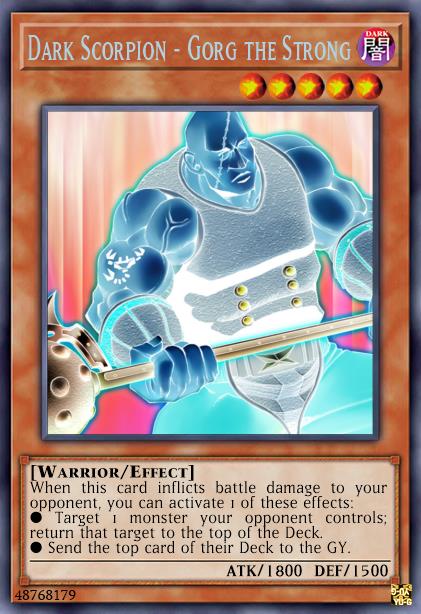 Dark Scorpion - Gorg the Strong
DARK
闇
[Warrior/Effect]
When this card inflicts battle damage to your
opponent, you can activate 1 of these effects:
● Target 1 monster your opponent controls;
return that target to the top of the Deck.
● Send the top card of their Deck to the GY.
ATK/1800 DEF/1500
48768179